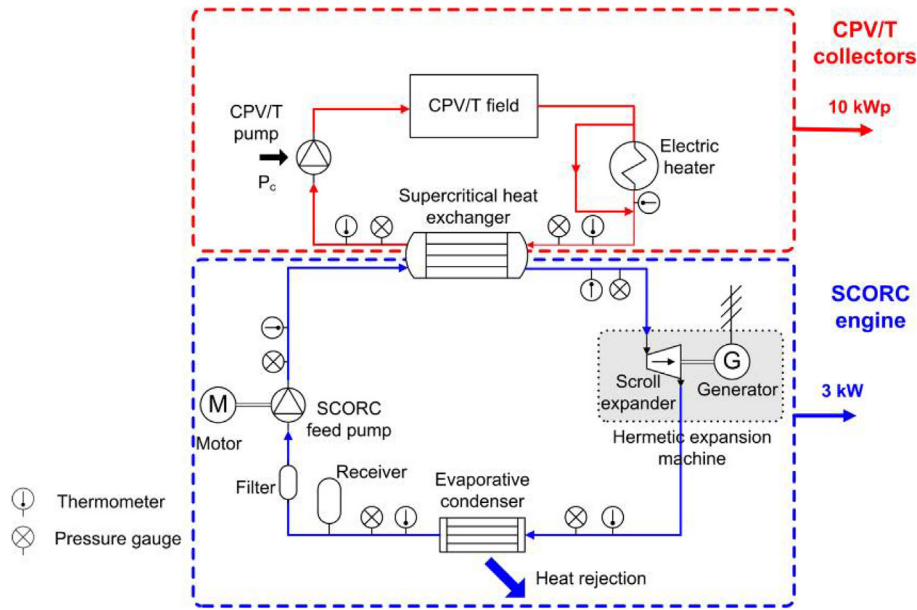 CPV/T
collectors
10 kWp
CPV/T
pump
Pc
CPV/T field
Electric
heater
Supercritical heat
exchanger
SCORC
engine
3 kW
G
Scroll
expander
Generator
Hermetic expansion
machine
M
Motor
SCORC
feed pump
Filter
Receiver
Evaporative
condenser
Heat rejection
Thermometer
Pressure gauge